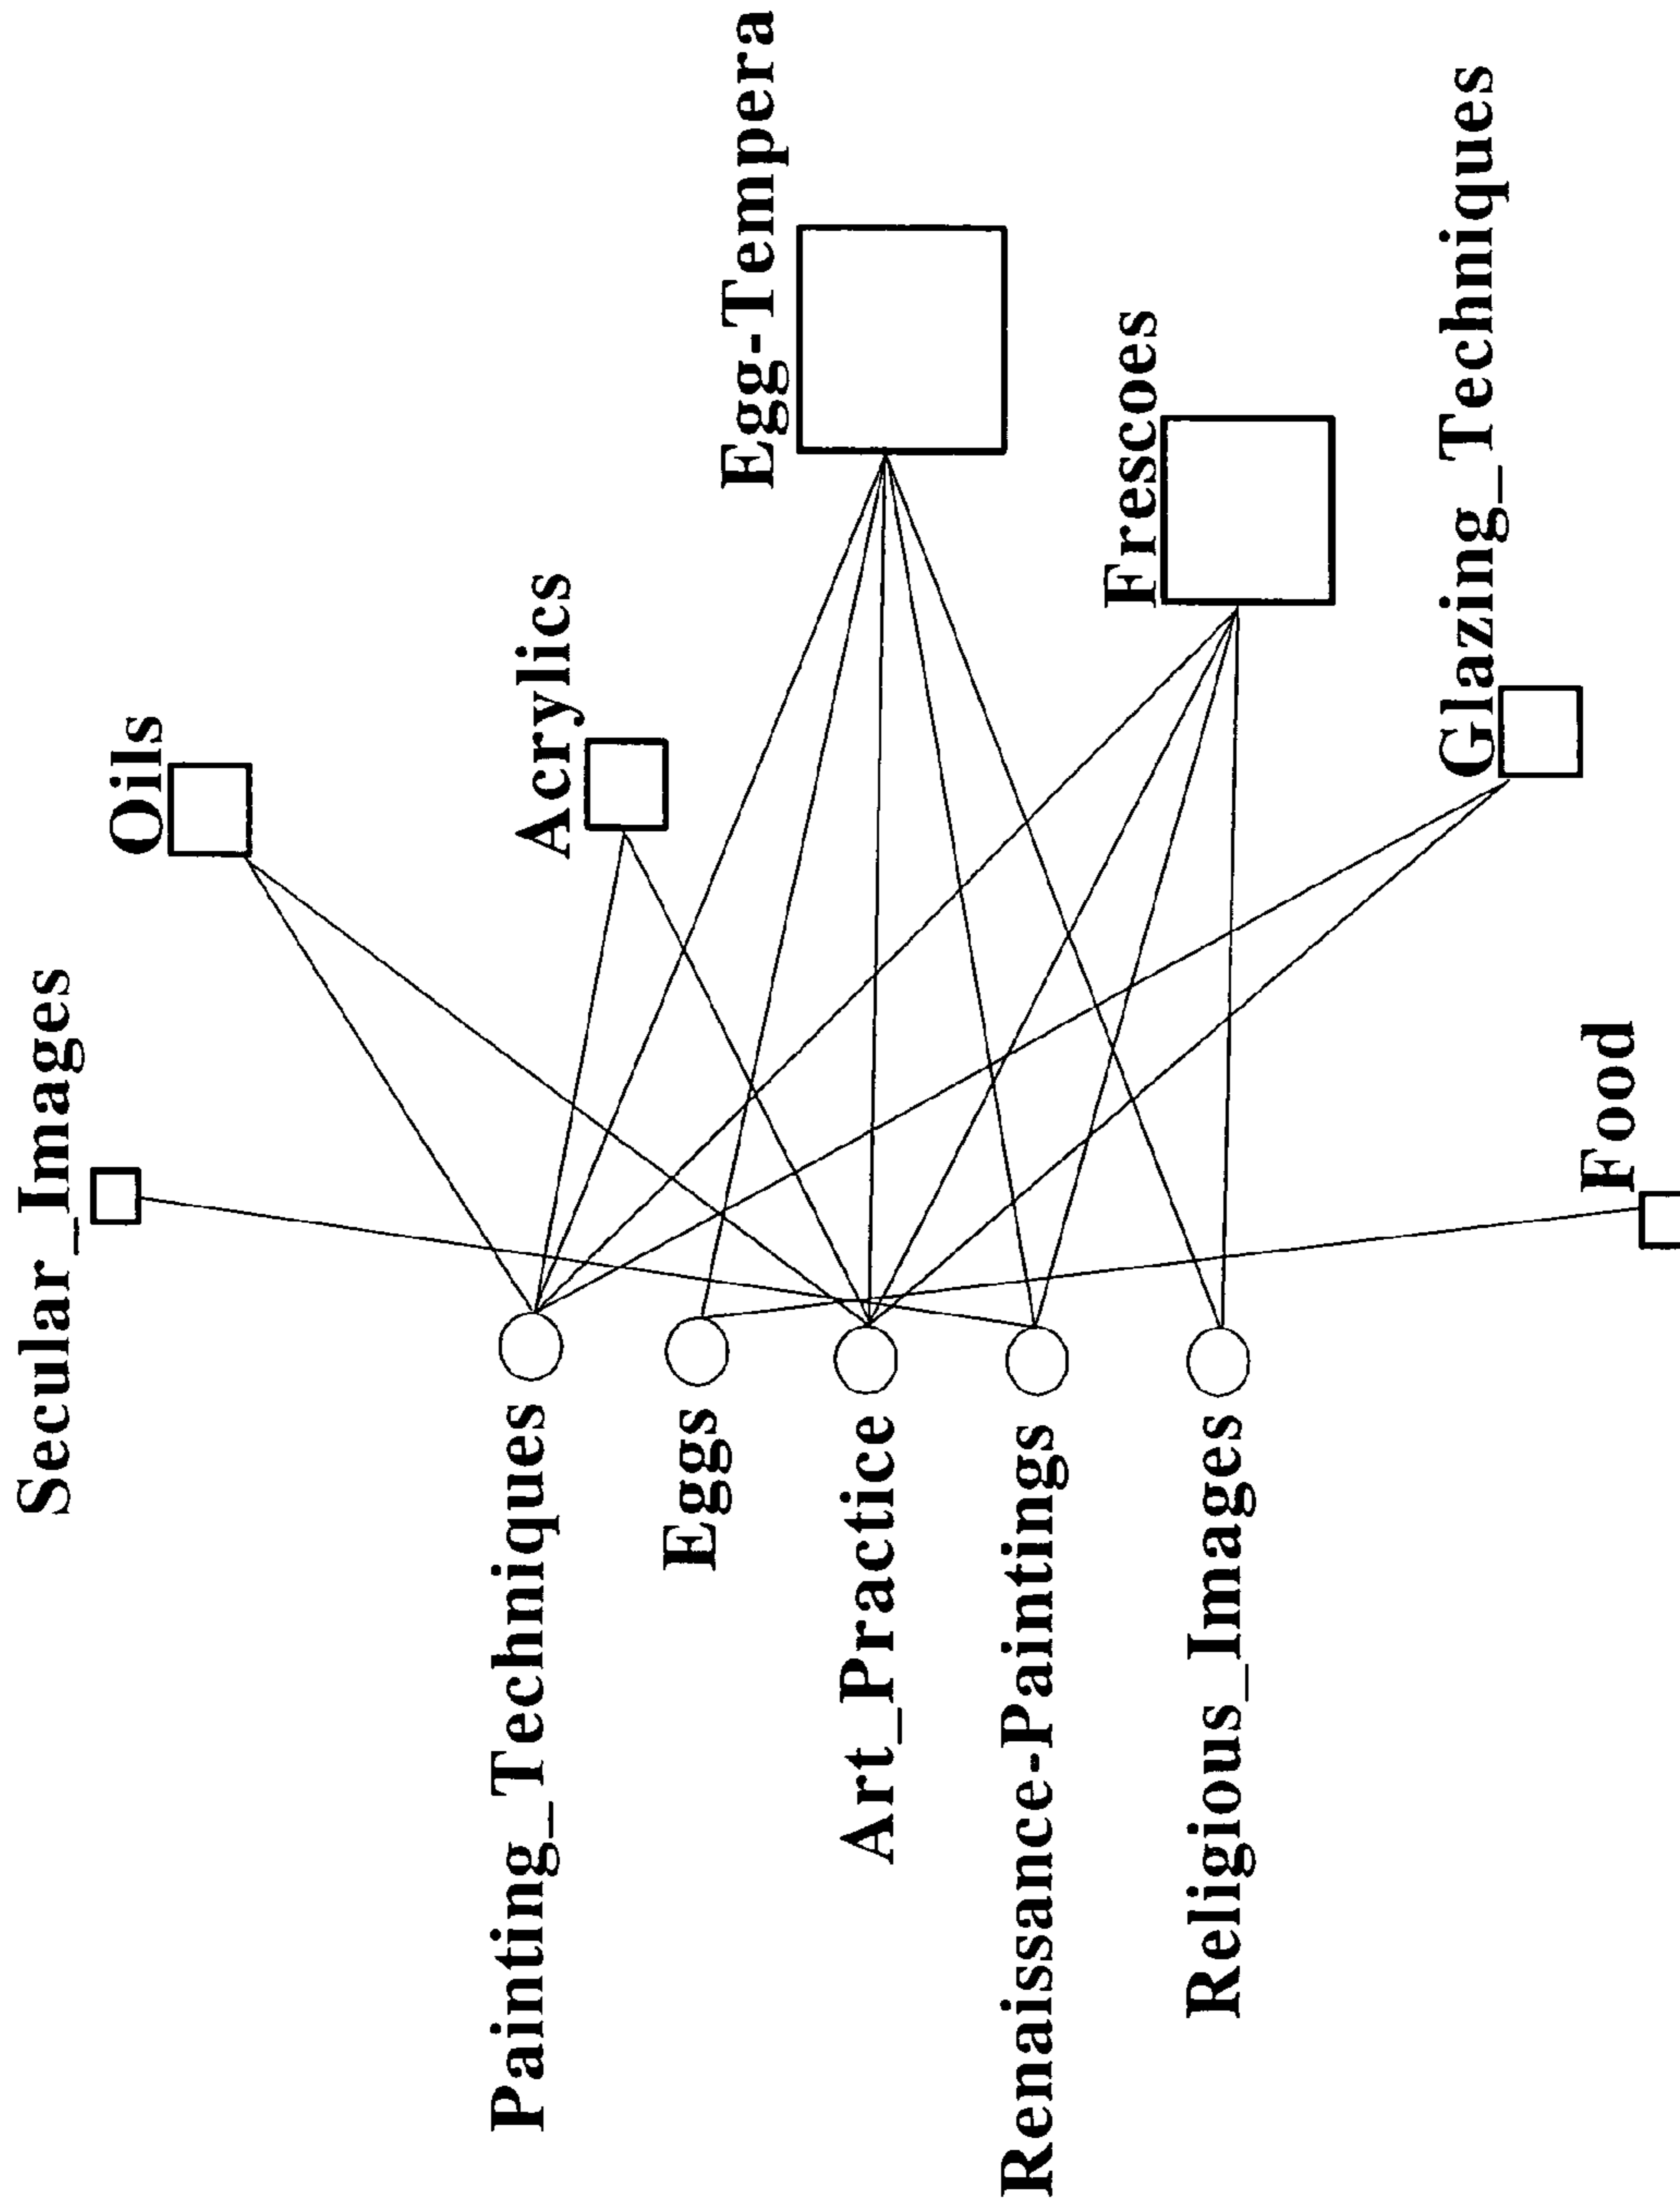 Secular_Images
Oils
Acrylics
Egg-Tempera
Frescoes
Glazing_Techniques
Food
Painting_Techniques
Eggs
Art_Practice
Renaissance-Paintings
Religious_Images